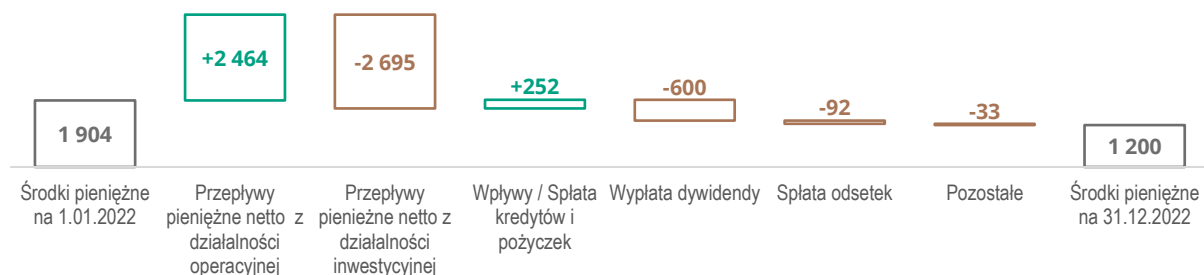 +2 464
-2 695
+252
-600
-92
-33
1 904
1 200
Środki pieniężne
na 1.01.2022
Przepływy
pieniężne netto z
działalności
operacyjnej
Przepływy
pienieżne netto z
działalności
inwestycyjnej
Wpływy / Spłata
kredytów i
pożyczek
Wypłata dywidendy
Spłata odsetek
Pozostałe
Środki pieniężne
na 31.12.2022